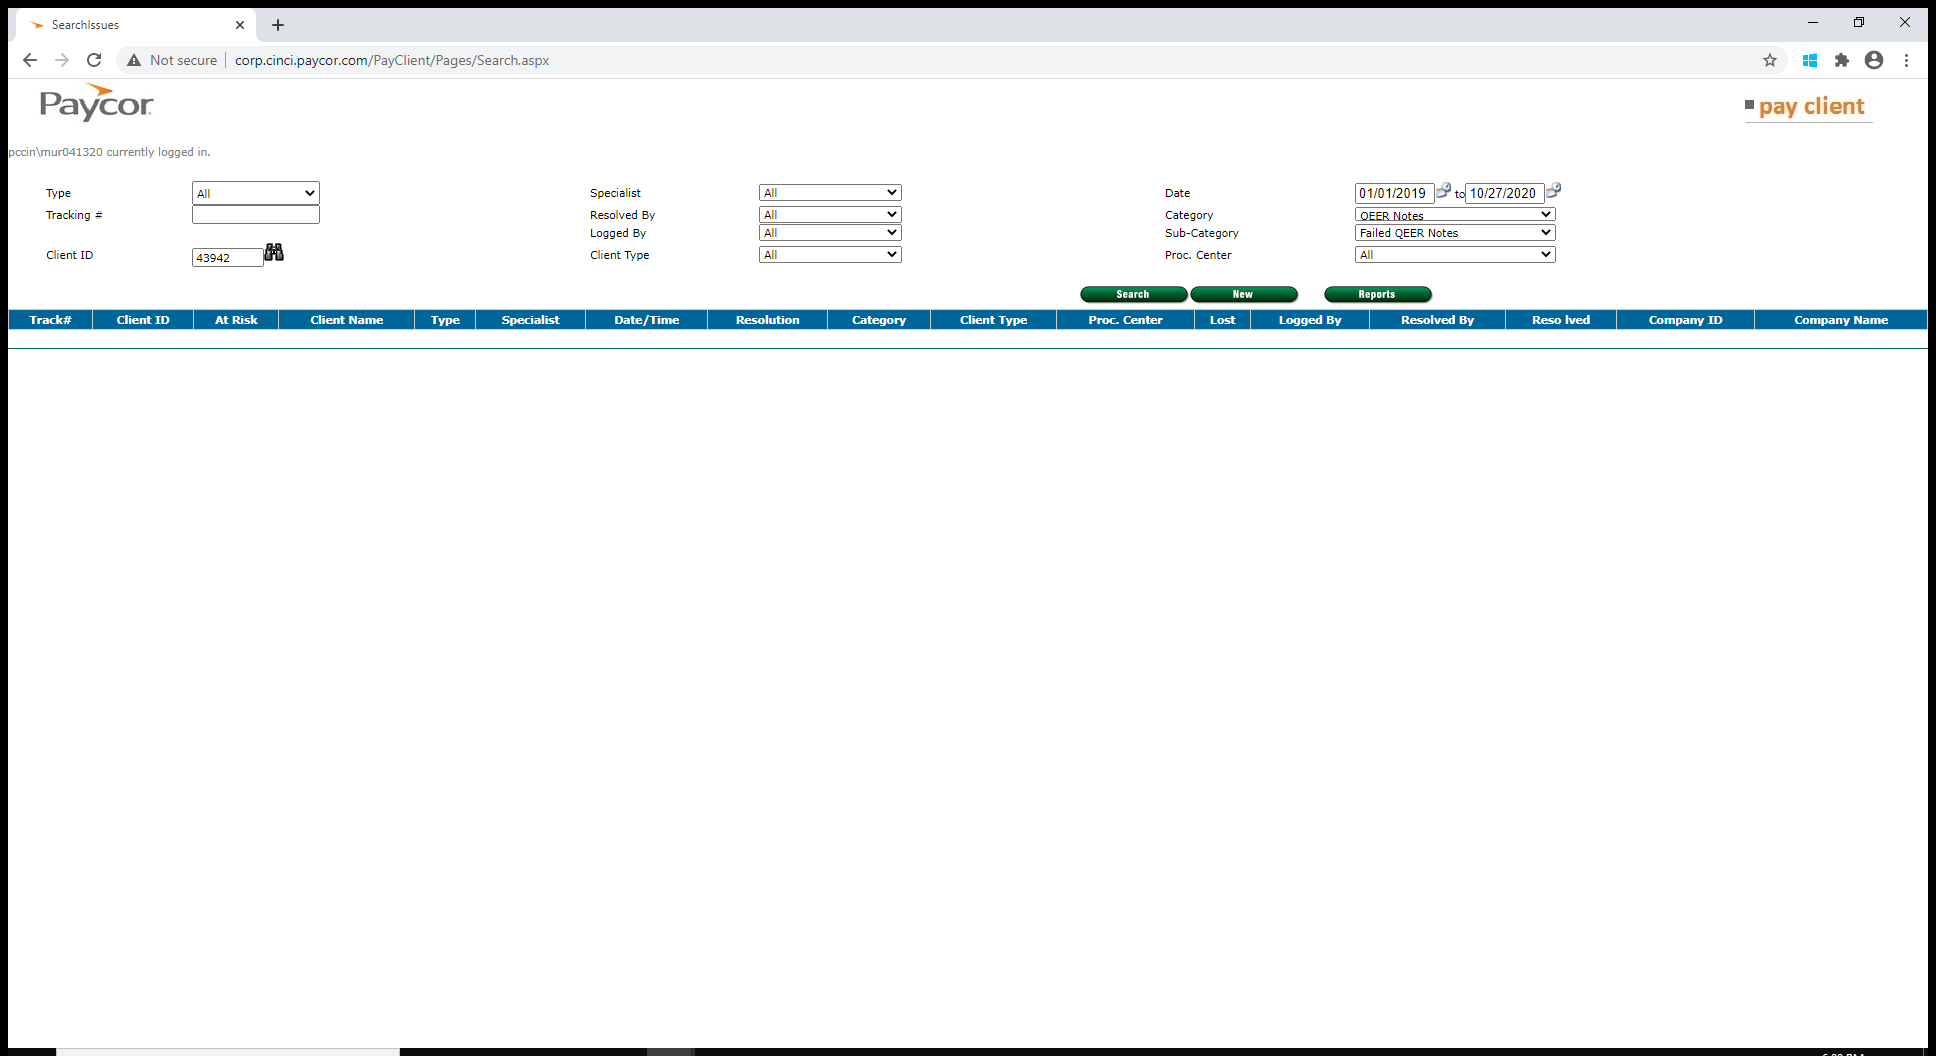 SearchIssues
Not secure | corp.cinci.paycor.com/PayClient/Pages/Search.aspx
Paycor
pay client
pccin\mur041320 currently logged in.
Type All Specialist All Date 01/01/2019 to 10/27/2020
Tracking # Resolved By All Category QEER Notes
Logged By All Sub-Category Failed QEER Notes
Client ID 43942 Client Type All Proc. Center All
Search New Reports
Track# Client ID At Risk Client Name Type Specialist Date/Time Resolution Category Client Type Proc. Center Lost Logged By Resolved By Reso lved Company ID Company Name